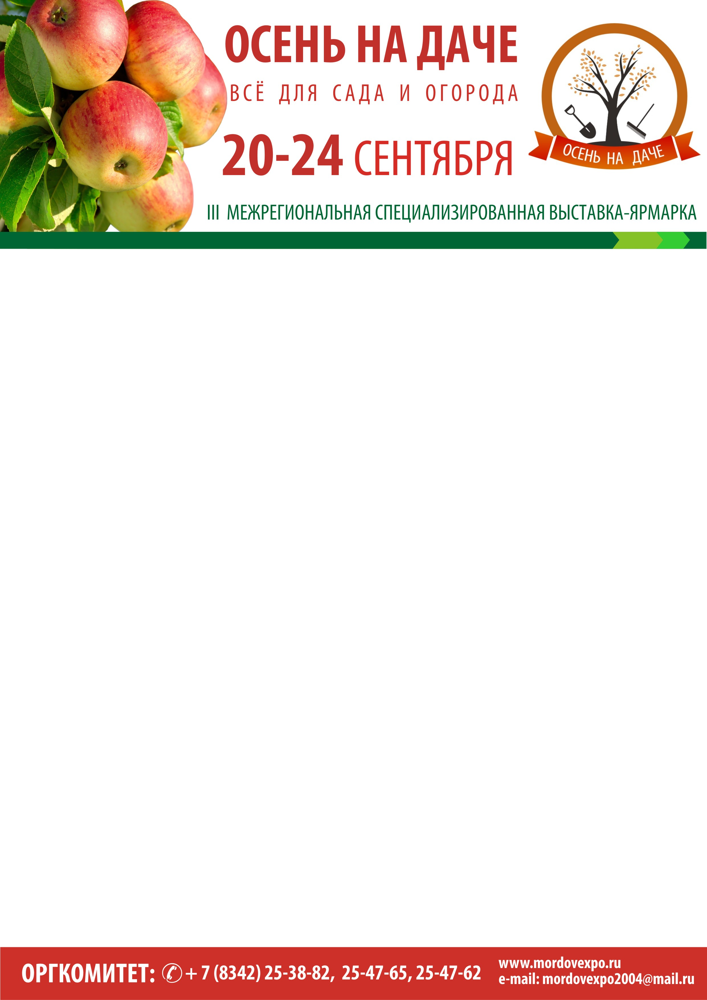 ОСЕНЬ НА ДАЧЕ
ВСЁ ДЛЯ САДА И ОГОРОДА
20-24 СЕНТЯБРЯ
ОСЕНЬ НА ДАЧЕ
III МЕЖРЕГИОНАЛЬНАЯ СПЕЦИАЛИЗИРОВАННАЯ ВЫСТАВКА-ЯРМАРКА
ОРГКОМИТЕТ: ✆ + 7 (8342) 25-38-82, 25-47-65, 25-47-62
www.mordovexpo.ru
e-mail: mordovexpo2004@mail.ru